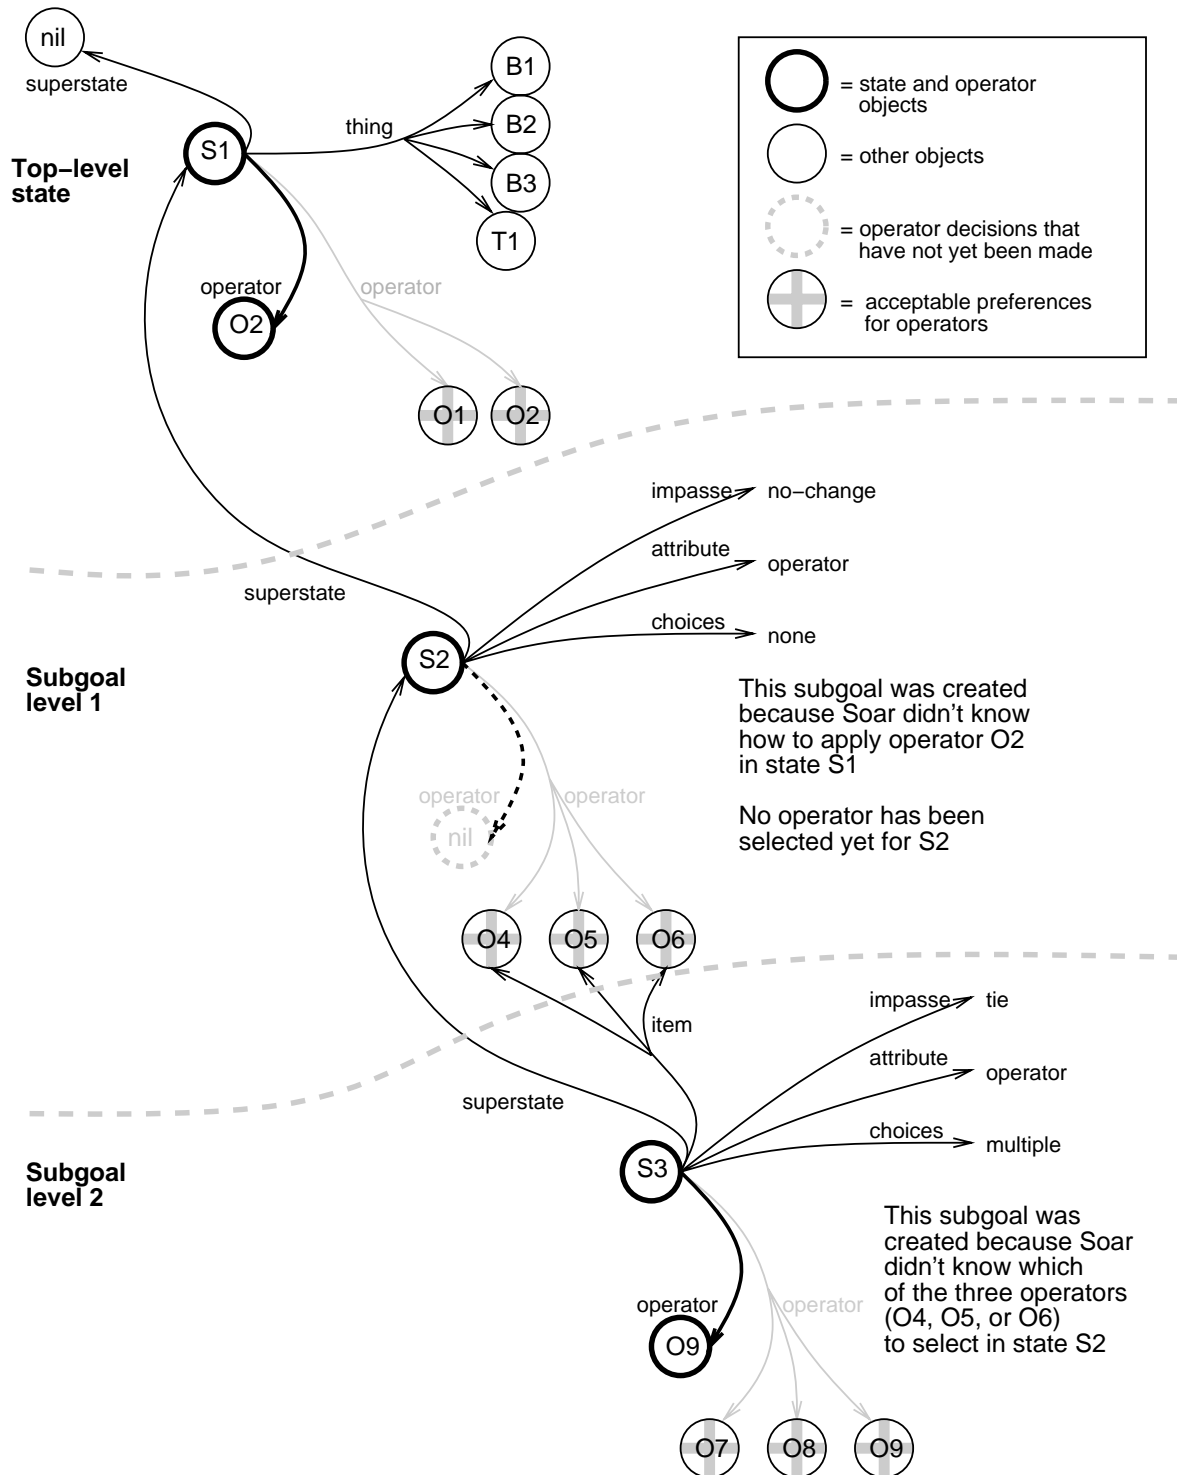 nil
superstate
B1
B2
B3
T1
thing
S1
Top–level
state
operator
O2
operator
O1
O2
= state and operator
objects
= other objects
= operator decisions that
have not yet been made
= acceptable preferences
for operators
superstate
impasse
no–change
attribute
operator
choices
none
S2
Subgoal
level 1
This subgoal was created
because Soar didn't know
how to apply operator O2
in state S1
No operator has been
selected yet for S2
operator
nil
operator
O4
O5
O6
item
superstate
impasse
tie
attribute
operator
choices
multiple
S3
Subgoal
level 2
This subgoal was
created because Soar
didn't know which
of the three operators
(O4, O5, or O6)
to select in state S2
operator
O9
operator
O7
O8
O9